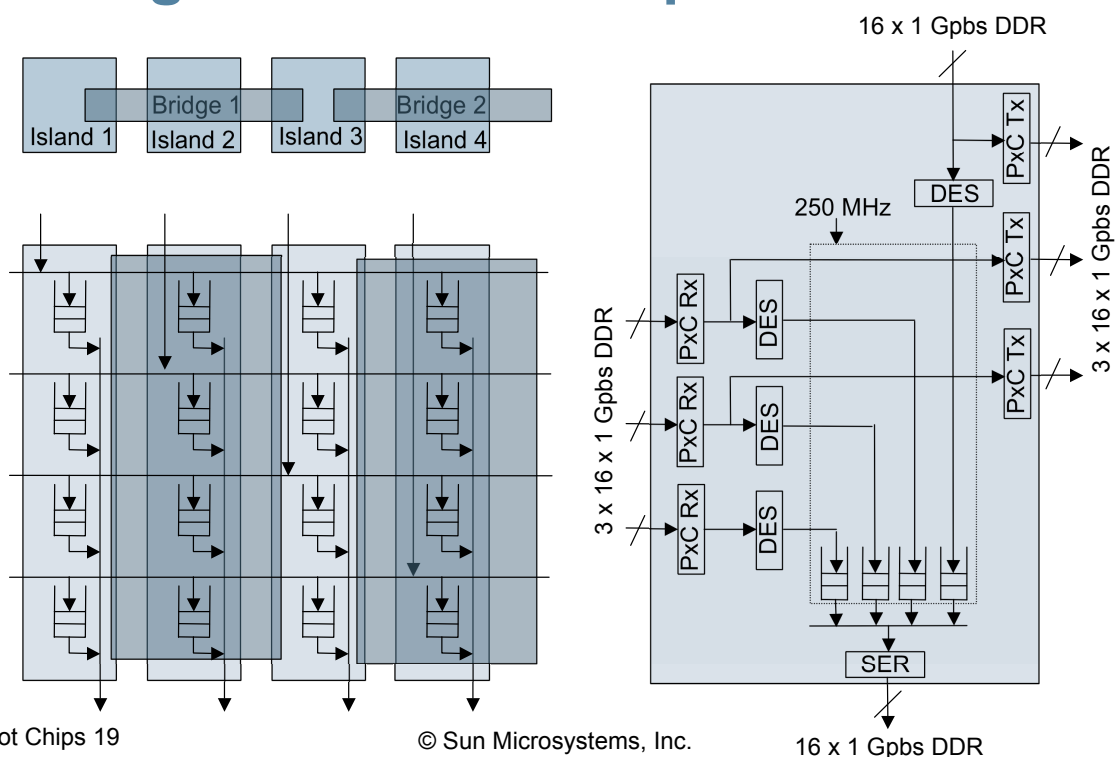 16 x 1 Gpbs DDR
Bridge 1
Bridge 2
Island 1
Island 2
Island 3
Island 4
PxC Tx
DES
250 MHz
PxC Tx
3 x 16 x 1 Gpbs DDR
PxC Rx
DES
PxC Tx
3 x 16 x 1 Gpbs DDR
PxC Rx
DES
PxC Rx
DES
SER
ot Chips 19
© Sun Microsystems, Inc.
16 x 1 Gpbs DDR